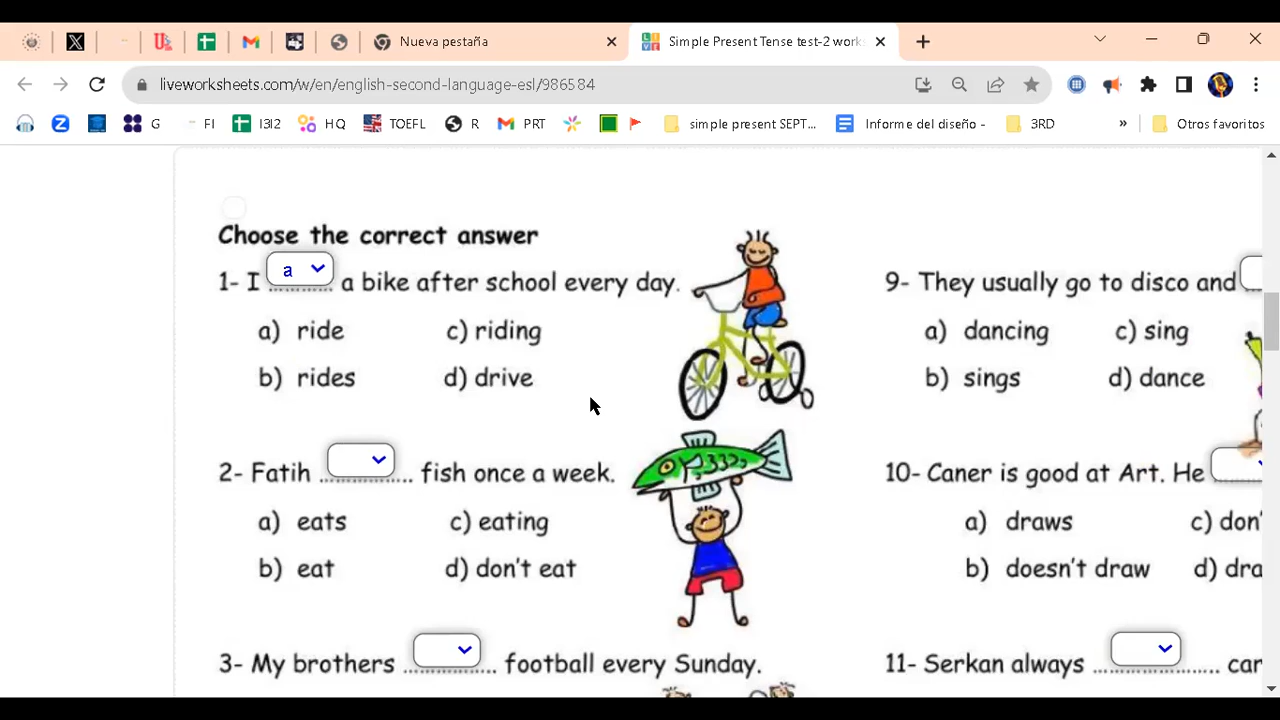 Nueva pestaña
Simple Present Tense test-2 work
liveworksheets.com/w/en/english-second-language-esl/986584
G FI I3I2 HQ TOEFL R PRT simple present SEPT... Informe del diseño - 3RD » Otros favoritos
Choose the correct answer
1- I a ............ a bike after school every day.
a) ride c) riding
b) rides d) drive
2- Fatih ................ fish once a week.
a) eats c) eating
b) eat d) don't eat
3- My brothers ................ football every Sunday.
9- They usually go to disco and
a) dancing c) sing
b) sings d) dance
10- Caner is good at Art. He
a) draws c) don'
b) doesn't draw d) dra
11- Serkan always ...................... car